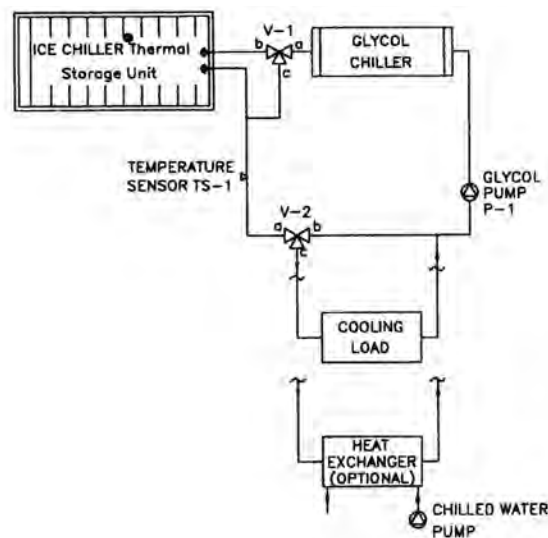 ICE CHILLER Thermal
Storage Unit
V-1
b
a
c
GLYCOL
CHILLER
TEMPERATURE
SENSOR TS-1
GLYCOL
PUMP
P-1
V-2
a
b
c
COOLING
LOAD
HEAT
EXCHANGER
(OPTIONAL)
CHILLED WATER
PUMP